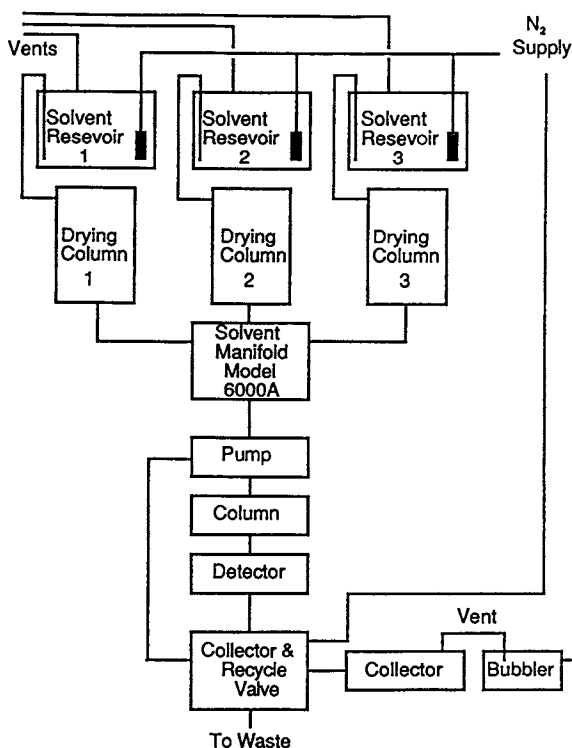 N₂
Supply
Vents
Solvent
Resevoir
1
Solvent
Resevoir
2
Solvent
Resevoir
3
Drying
Column
1
Drying
Column
2
Drying
Column
3
Solvent
Manifold
Model
6000A
Pump
Column
Detector
Vent
Collector &
Recycle
Valve
Collector
Bubbler
To Waste